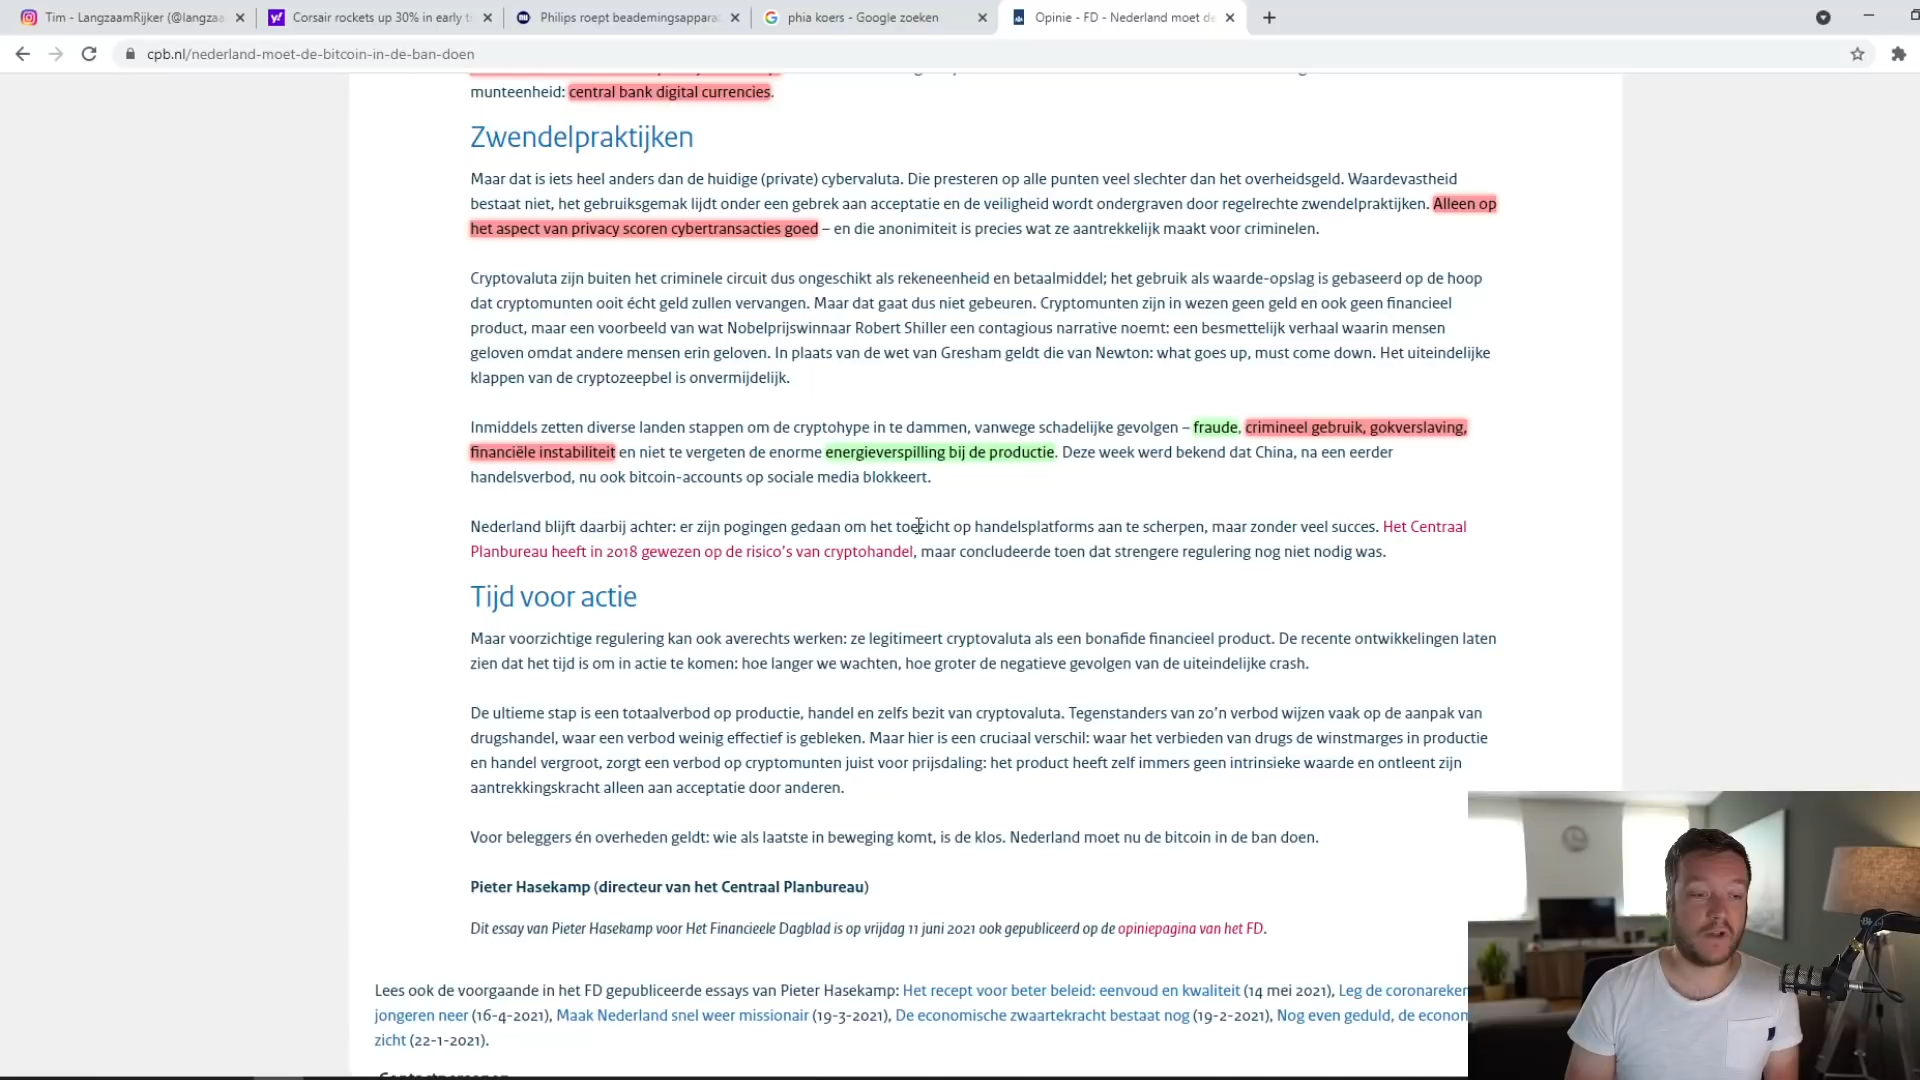 Tim - LangzaamRijker (@langzaa
Corsair rockets up 30% in early t
Philips roept beademingsappara
phia koers - Google zoeken
Opinie - FD - Nederland moet de
cpb.nl/nederland-moet-de-bitcoin-in-de-ban-doen
munteenheid: central bank digital currencies.
Zwendelpraktijken
Maar dat is iets heel anders dan de huidige (private) cybervaluta. Die presteren op alle punten veel slechter dan het overheidsgeld. Waardevastheid
bestaat niet, het gebruiksgemak lijdt onder een gebrek aan acceptatie en de veiligheid wordt ondergraven door regelrechte zwendelpraktijken. Alleen op
het aspect van privacy scoren cybertransacties goed – en die anonimiteit is precies wat ze aantrekkelijk maakt voor criminelen.
Cryptovaluta zijn buiten het criminele circuit dus ongeschikt als rekeneenheid en betaalmiddel; het gebruik als waarde-opslag is gebaseerd op de hoop
dat cryptomunten ooit écht geld zullen vervangen. Maar dat gaat dus niet gebeuren. Cryptomunten zijn in wezen geen geld en ook geen financieel
product, maar een voorbeeld van wat Nobelprijswinnaar Robert Shiller een contagious narrative noemt: een besmettelijk verhaal waarin mensen
geloven omdat andere mensen erin geloven. In plaats van de wet van Gresham geldt die van Newton: what goes up, must come down. Het uiteindelijke
klappen van de cryptozeepbel is onvermijdelijk.
Inmiddels zetten diverse landen stappen om de cryptohype in te dammen, vanwege schadelijke gevolgen – fraude, crimineel gebruik, gokverslaving,
financiële instabiliteit en niet te vergeten de enorme energieverspilling bij de productie. Deze week werd bekend dat China, na een eerder
handelsverbod, nu ook bitcoin-accounts op sociale media blokkeert.
Nederland blijft daarbij achter: er zijn pogingen gedaan om het toezicht op handelsplatforms aan te scherpen, maar zonder veel succes. Het Centraal
Planbureau heeft in 2018 gewezen op de risico's van cryptohandel, maar concludeerde toen dat strengere regulering nog niet nodig was.
Tijd voor actie
Maar voorzichtige regulering kan ook averechts werken: ze legitimeert cryptovaluta als een bonafide financieel product. De recente ontwikkelingen laten
zien dat het tijd is om in actie te komen: hoe langer we wachten, hoe groter de negatieve gevolgen van de uiteindelijke crash.
De ultieme stap is een totaalverbod op productie, handel en zelfs bezit van cryptovaluta. Tegenstanders van zo'n verbod wijzen vaak op de aanpak van
drugshandel, waar een verbod weinig effectief is gebleken. Maar hier is een cruciaal verschil: waar het verbieden van drugs de winstmarges in productie
en handel vergroot, zorgt een verbod op cryptomunten juist voor prijsdaling: het product heeft zelf immers geen intrinsieke waarde en ontleent zijn
aantrekkingskracht alleen aan acceptatie door anderen.
Voor beleggers én overheden geldt: wie als laatste in beweging komt, is de klos. Nederland moet nu de bitcoin in de ban doen.
Pieter Hasekamp (directeur van het Centraal Planbureau)
Dit essay van Pieter Hasekamp voor Het Financieele Dagblad is op vrijdag 11 juni 2021 ook gepubliceerd op de opiniepagina van het FD.
Lees ook de voorgaande in het FD gepubliceerde essays van Pieter Hasekamp: Het recept voor beter beleid: eenvoud en kwaliteit (14 mei 2021), Leg de coronareken
jongeren neer (16-4-2021), Maak Nederland snel weer missionair (19-3-2021), De economische zwaartekracht bestaat nog (19-2-2021), Nog even geduld, de econom
zicht (22-1-2021).